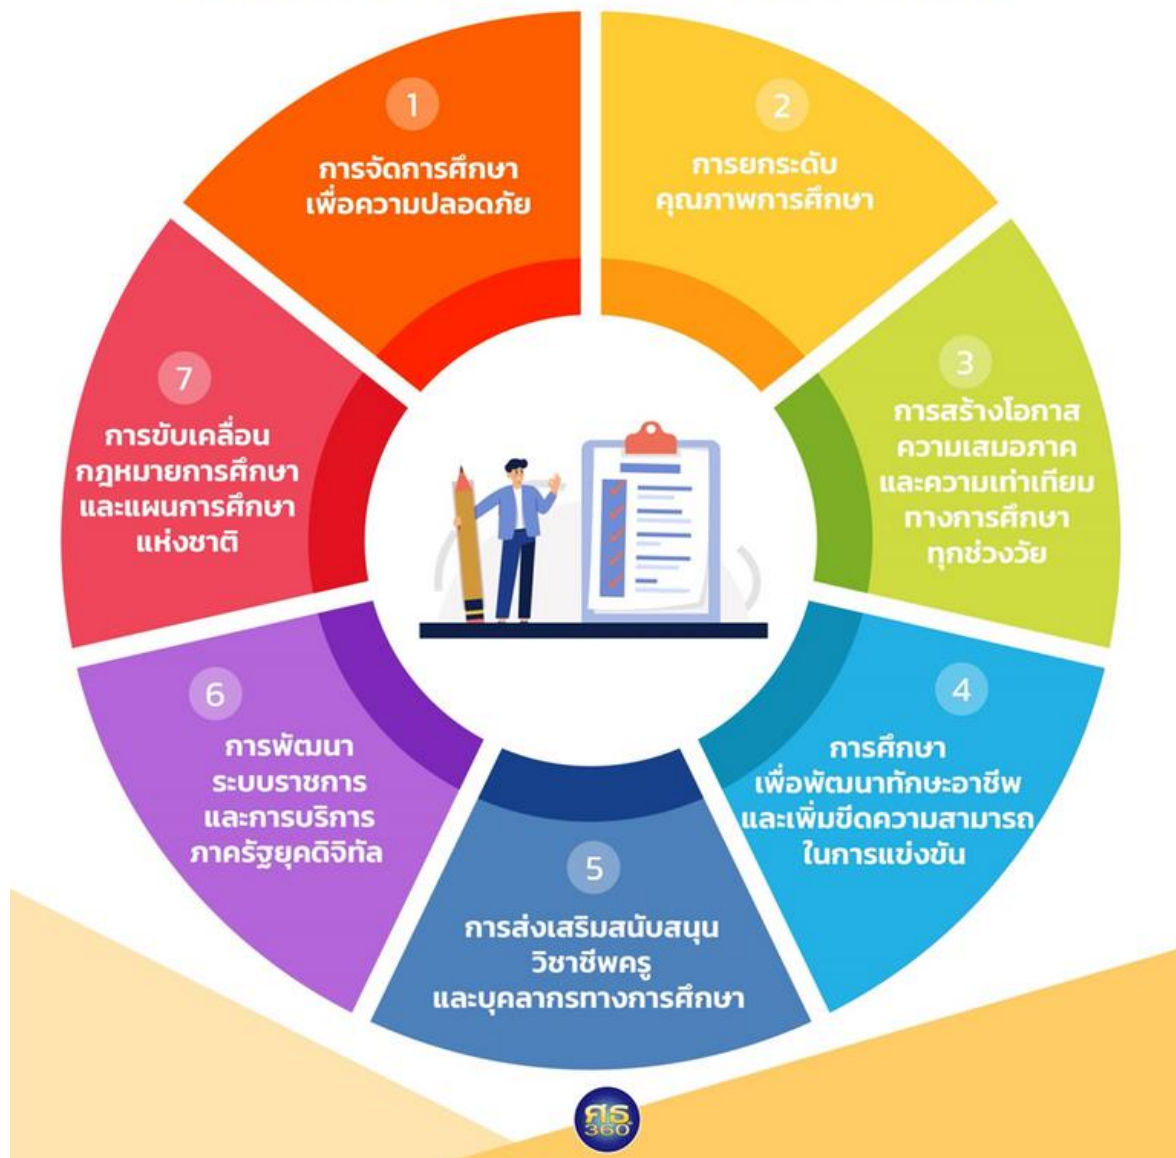 1
การจัดการศึกษา
เพื่อความปลอดภัย
2
การยกระดับ
คุณภาพการศึกษา
3
การสร้างโอกาส
ความเสมอภาค
และความเท่าเทียม
ทางการศึกษา
ทุกช่วงวัย
4
การศึกษา
เพื่อพัฒนาทักษะอาชีพ
และเพิ่มขีดความสามารถ
ในการแข่งขัน
5
การส่งเสริมสนับสนุน
วิชาชีพครู
และบุคลากรทางการศึกษา
6
การพัฒนา
ระบบราชการ
และการบริการ
ภาครัฐยุคดิจิทัล
7
การขับเคลื่อน
กฎหมายการศึกษา
และแผนการศึกษา
แห่งชาติ
ศธ
360